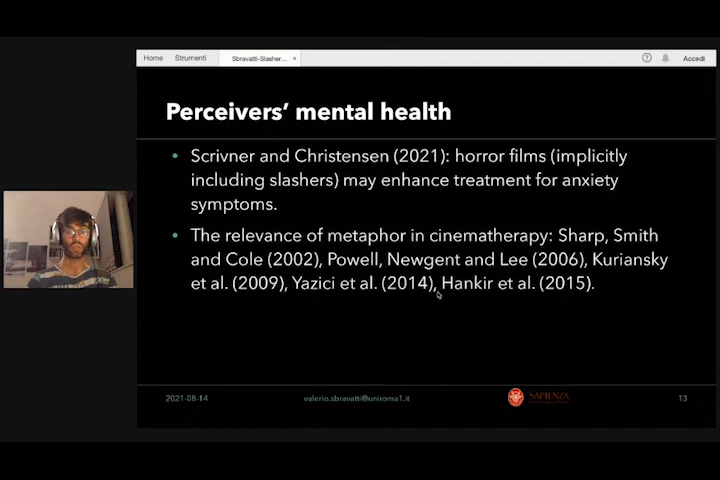 Home Strumenti Sbravatti-Slasher... × Accedi
Perceivers' mental health
• Scrivner and Christensen (2021): horror films (implicitly
including slashers) may enhance treatment for anxiety
symptoms.
• The relevance of metaphor in cinematherapy: Sharp, Smith
and Cole (2002), Powell, Newgent and Lee (2006), Kuriansky
et al. (2009), Yazici et al. (2014), Hankir et al. (2015).
2021-08-14 valerio.sbravatti@uniroma1.it SAPIENZA 13